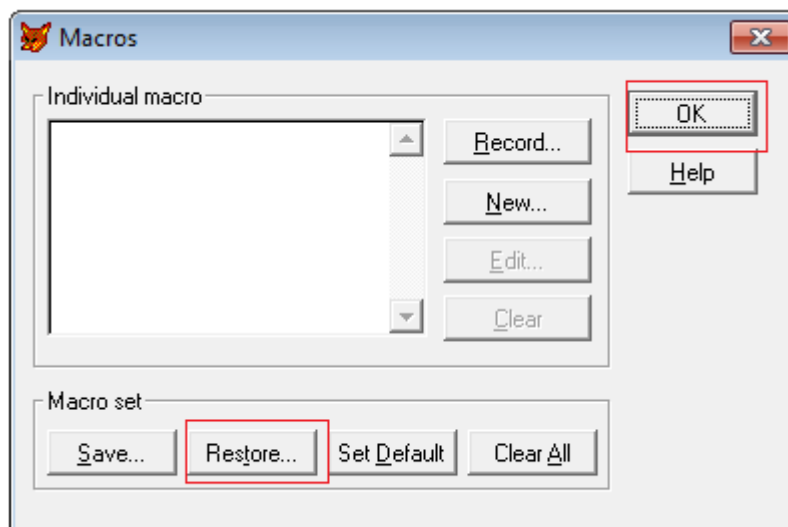 Macros
Individual macro
Record...
New...
Edit...
Clear
OK
Help
Macro set
Save...
Restore...
Set Default
Clear All